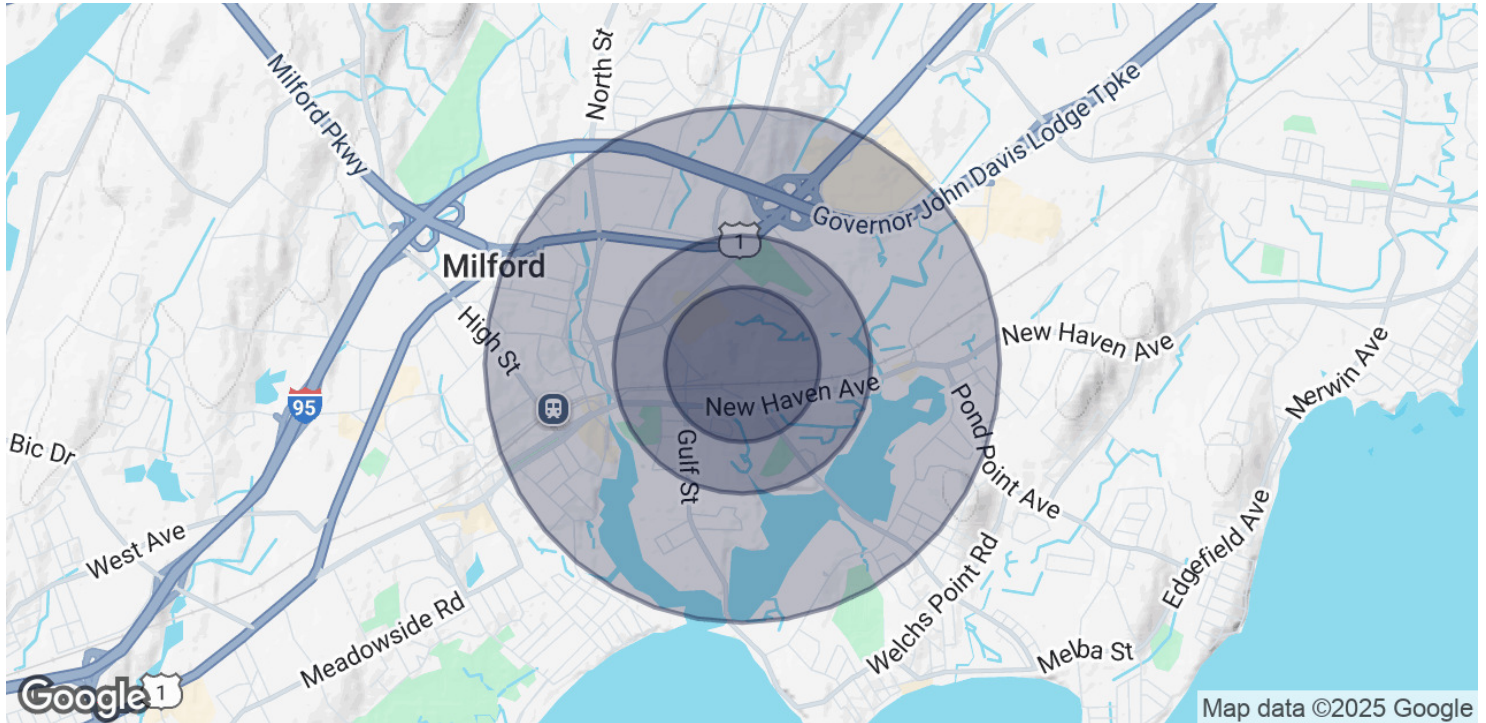 Milford Pkwy
North St
Governor John Davis Lodge Tpke
1
Milford
High St
New Haven Ave
Merwin Ave
95
New Haven Ave
Pond Point Ave
Bic Dr
Gulf St
West Ave
Edgefield Ave
Welchs Point Rd
Meadowside Rd
Melba St
Google
1
Map data ©2025 Google